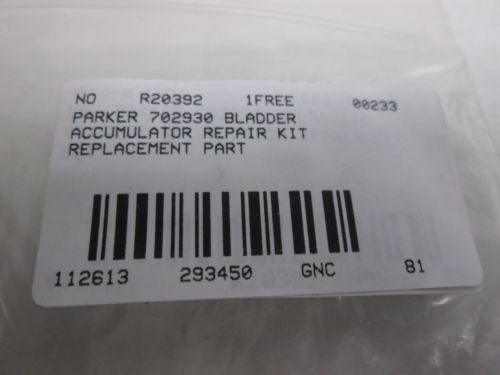 NO R20392 1FREE 00233
PARKER 702930 BLADDER
ACCUMULATOR REPAIR KIT
REPLACEMENT PART
112613 293450 GNC 81